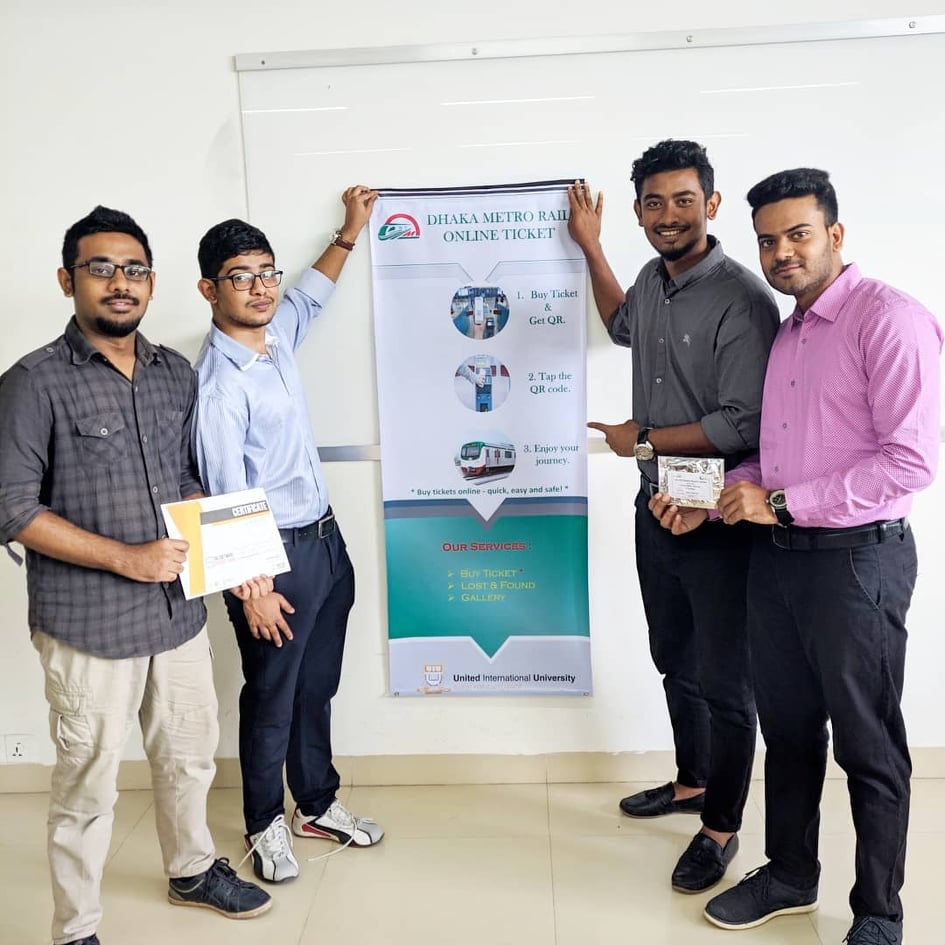 DHAKA METRO RAIL
ONLINE TICKET
1. Buy Ticket
&
Get QR.
2. Tap the
QR code.
3. Enjoy your
journey.
* Buy tickets online - quick, easy and safe! *
OUR SERVICES :
➢ BUY TICKET
➢ LOST & FOUND
➢ GALLERY
United International University
CERTIFICATE